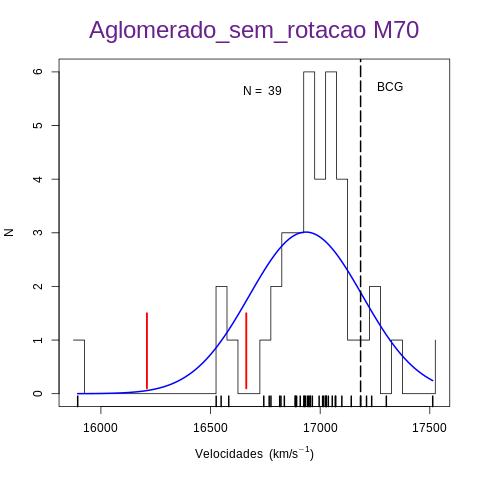 Aglomerado_sem_rotacao M70
N = 39
BCG
6
5
4
3
2
1
0
N
16000 16500 17000 17500
Velocidades (km/s⁻¹)